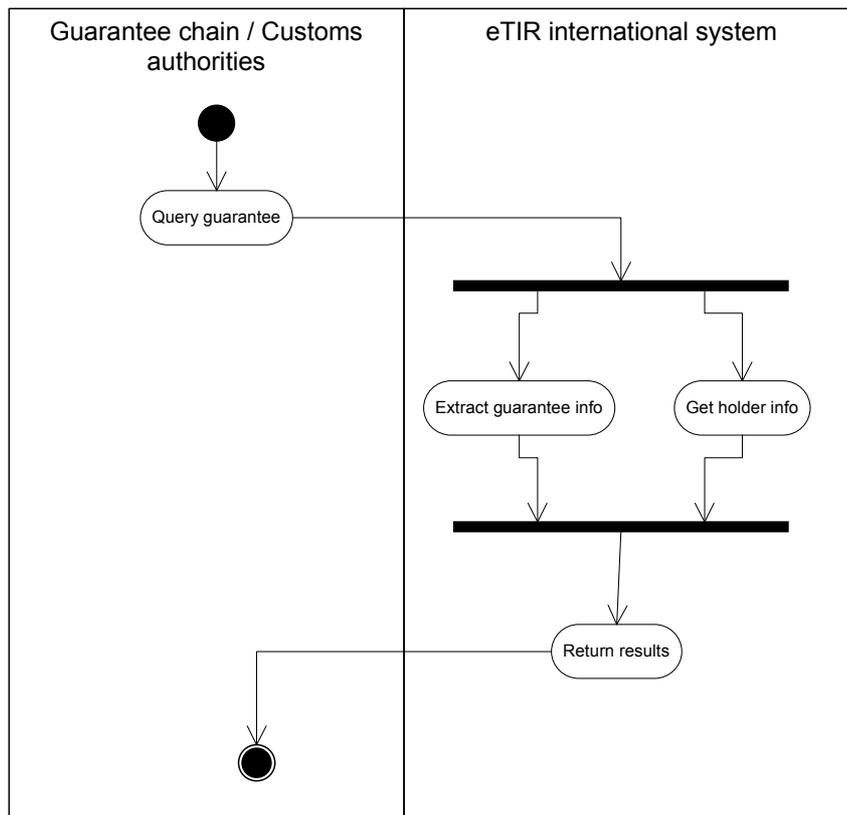 Guarantee chain / Customs
authorities
eTIR international system
Query guarantee
Extract guarantee info
Get holder info
Return results